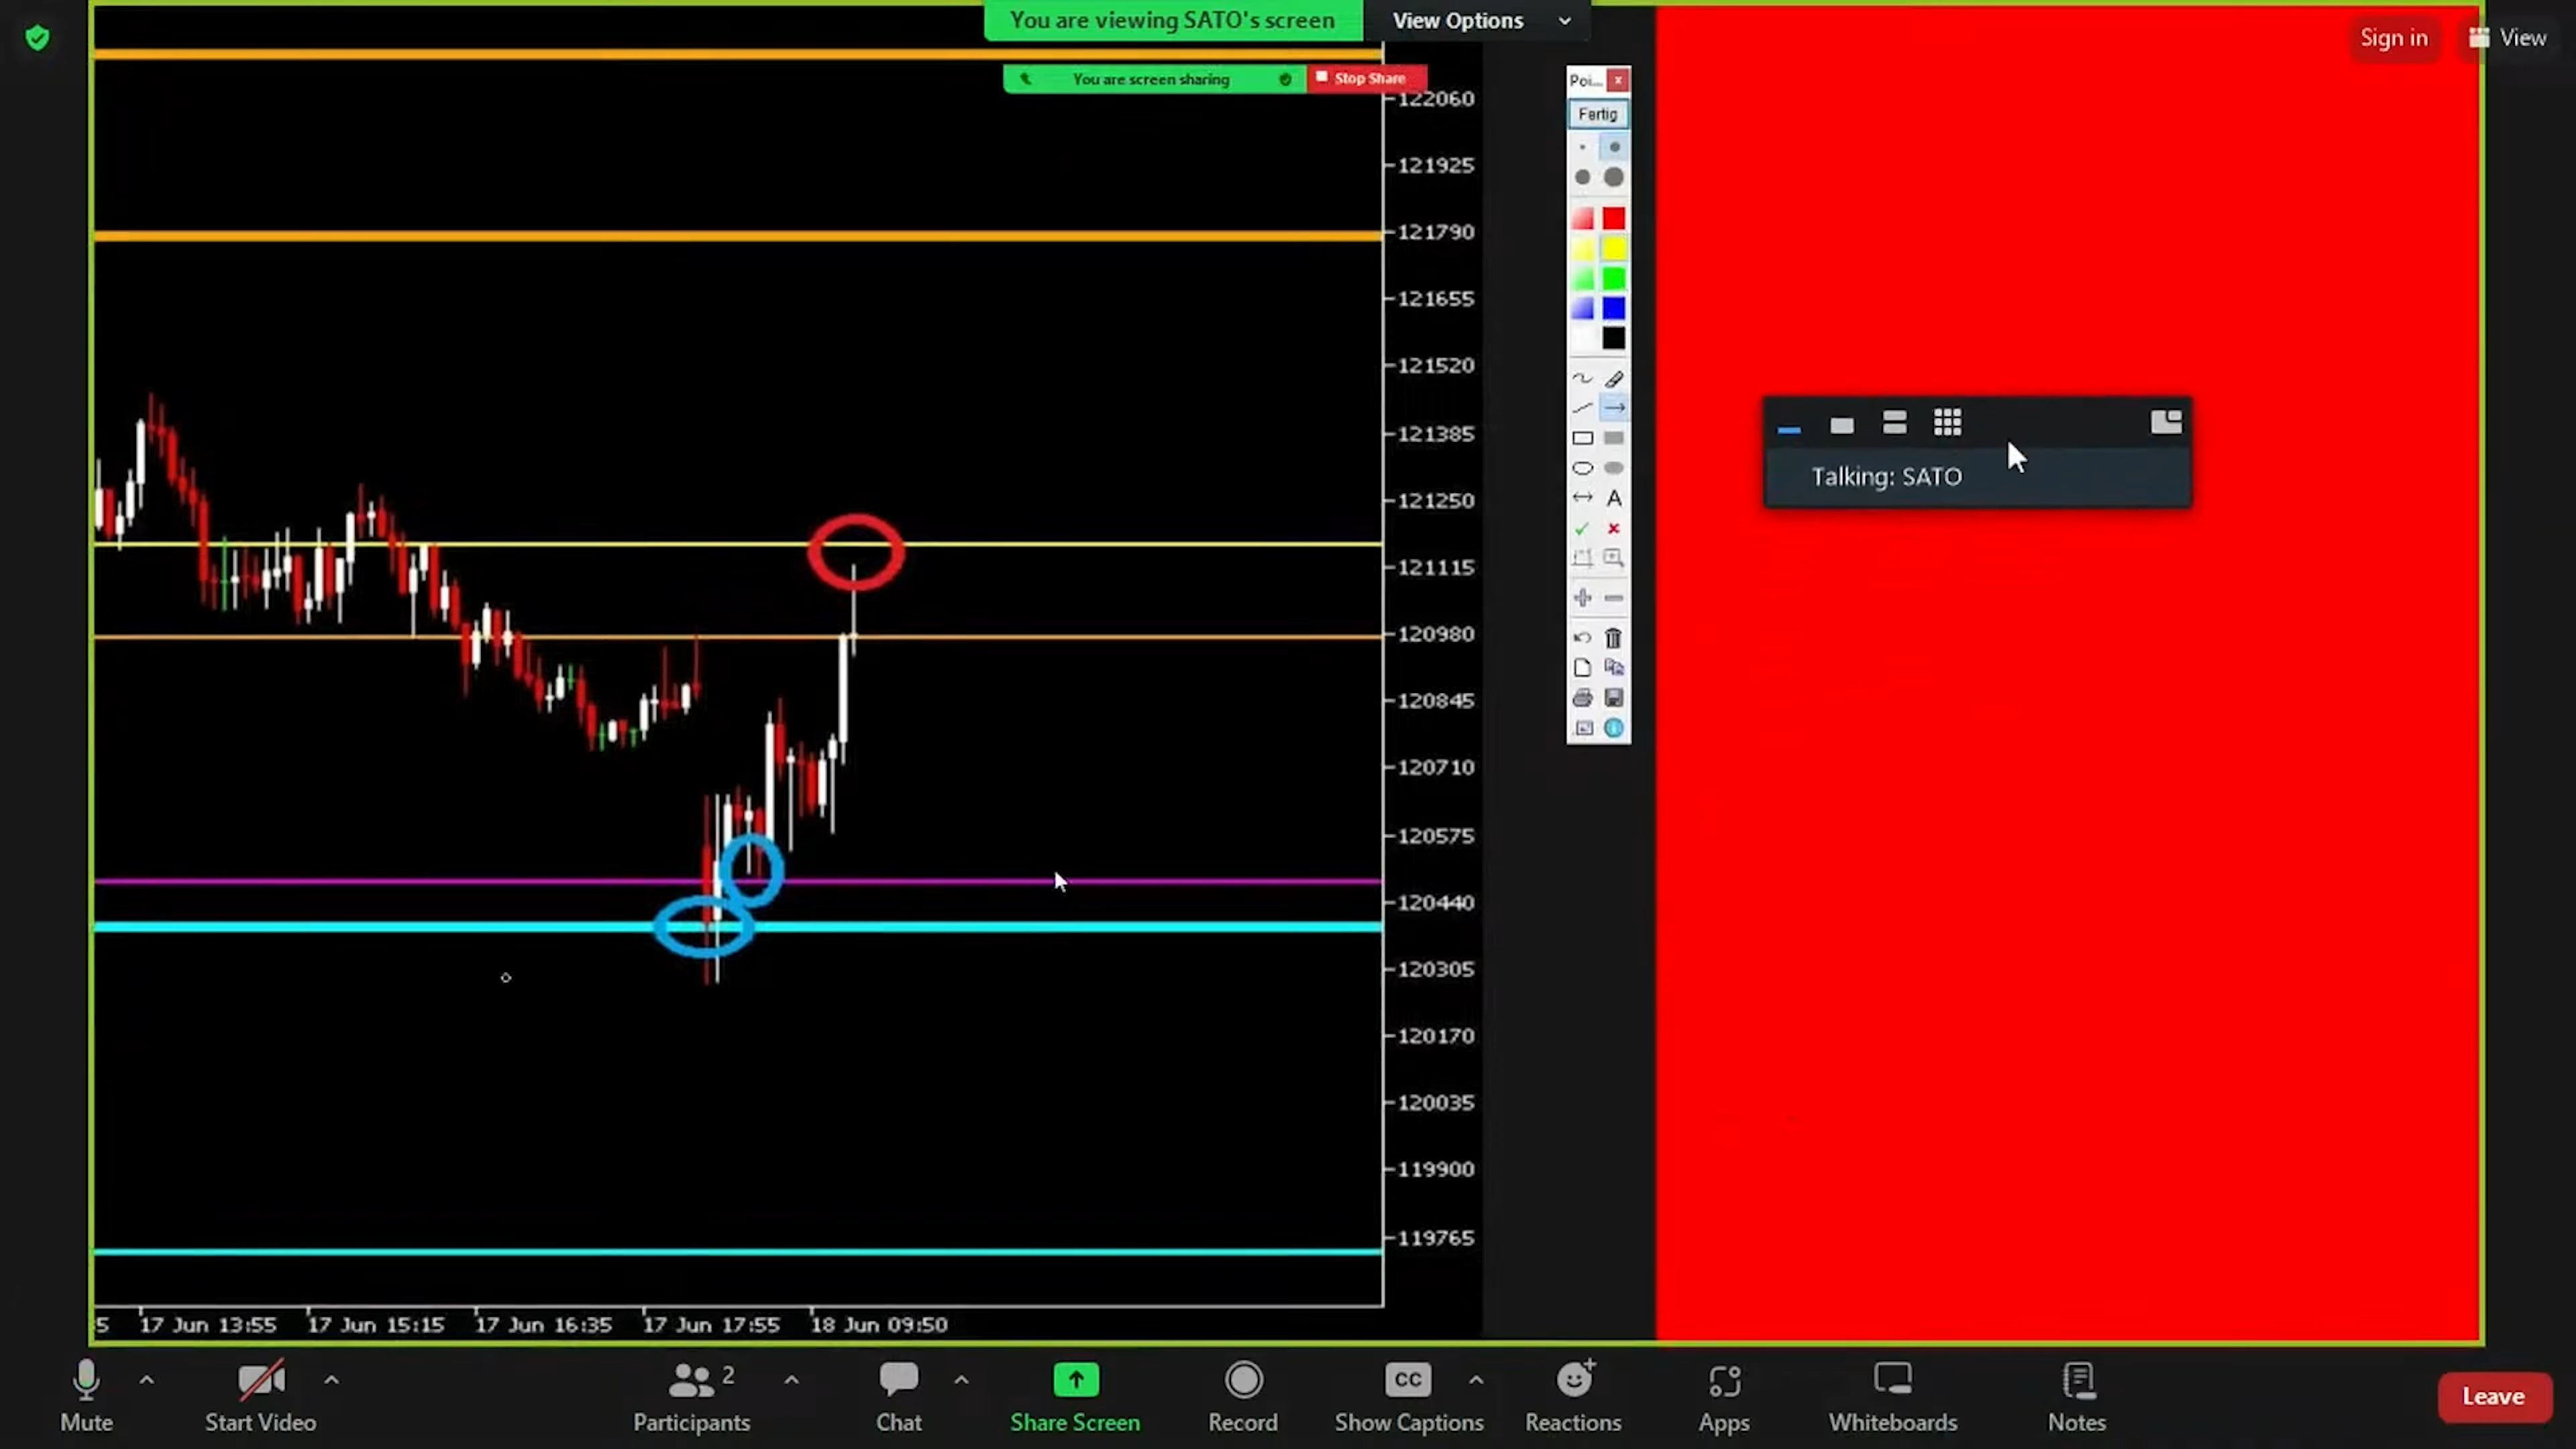 You are viewing SATO's screen
View Options
Sign in
View
You are screen sharing
Stop Share
Poi...
Fertig
A
122060
121925
121790
121655
121520
121385
121250
121115
120980
120845
120710
120575
120440
120305
120170
120035
119900
119765
Talking: SATO
:5
17 Jun 13:55
17 Jun 15:15
17 Jun 16:35
17 Jun 17:55
18 Jun 09:50
2
CC
Mute
Start Video
Participants
Chat
Share Screen
Record
Show Captions
Reactions
Apps
Whiteboards
Notes
Leave